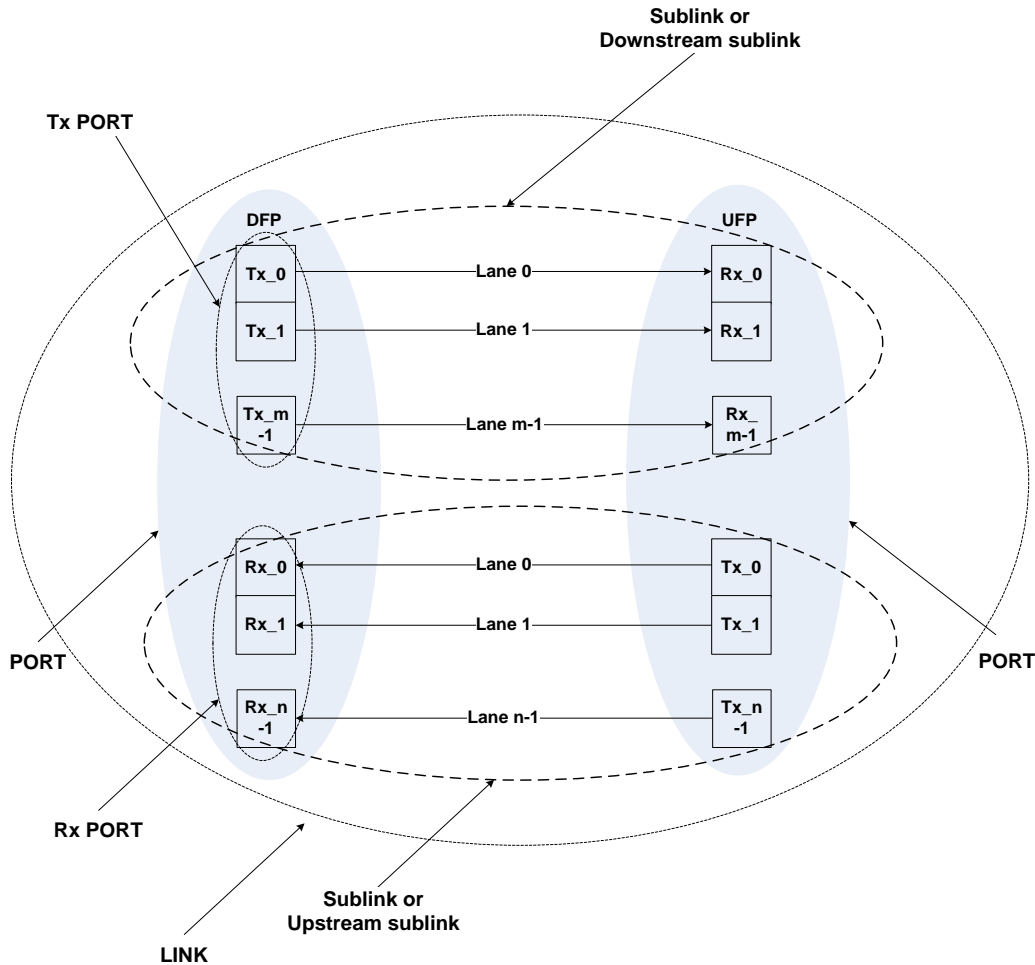 Sublink or
Downstream sublink
Tx PORT
DFP
UFP
Tx_0
Lane 0
Rx_0
Tx_1
Lane 1
Rx_1
Tx_m
-1
Lane m-1
Rx_
m-1
Rx_0
Lane 0
Tx_0
Rx_1
Lane 1
Tx_1
PORT
PORT
Rx_n
-1
Lane n-1
Tx_n
-1
Rx PORT
Sublink or
Upstream sublink
LINK